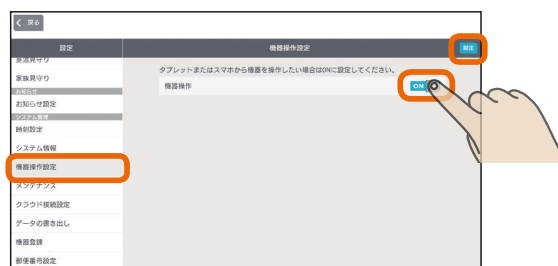 戻る
設定
機器操作設定
設定
室温見守り
家族見守り
お知らせ
お知らせ設定
システム管理
時刻設定
システム情報
機器操作設定
メンテナンス
クラウド接続設定
データの書き出し
機器登録
郵便番号設定
タブレットまたはスマホから機器を操作したい場合はONに設定してください。
機器操作
ON